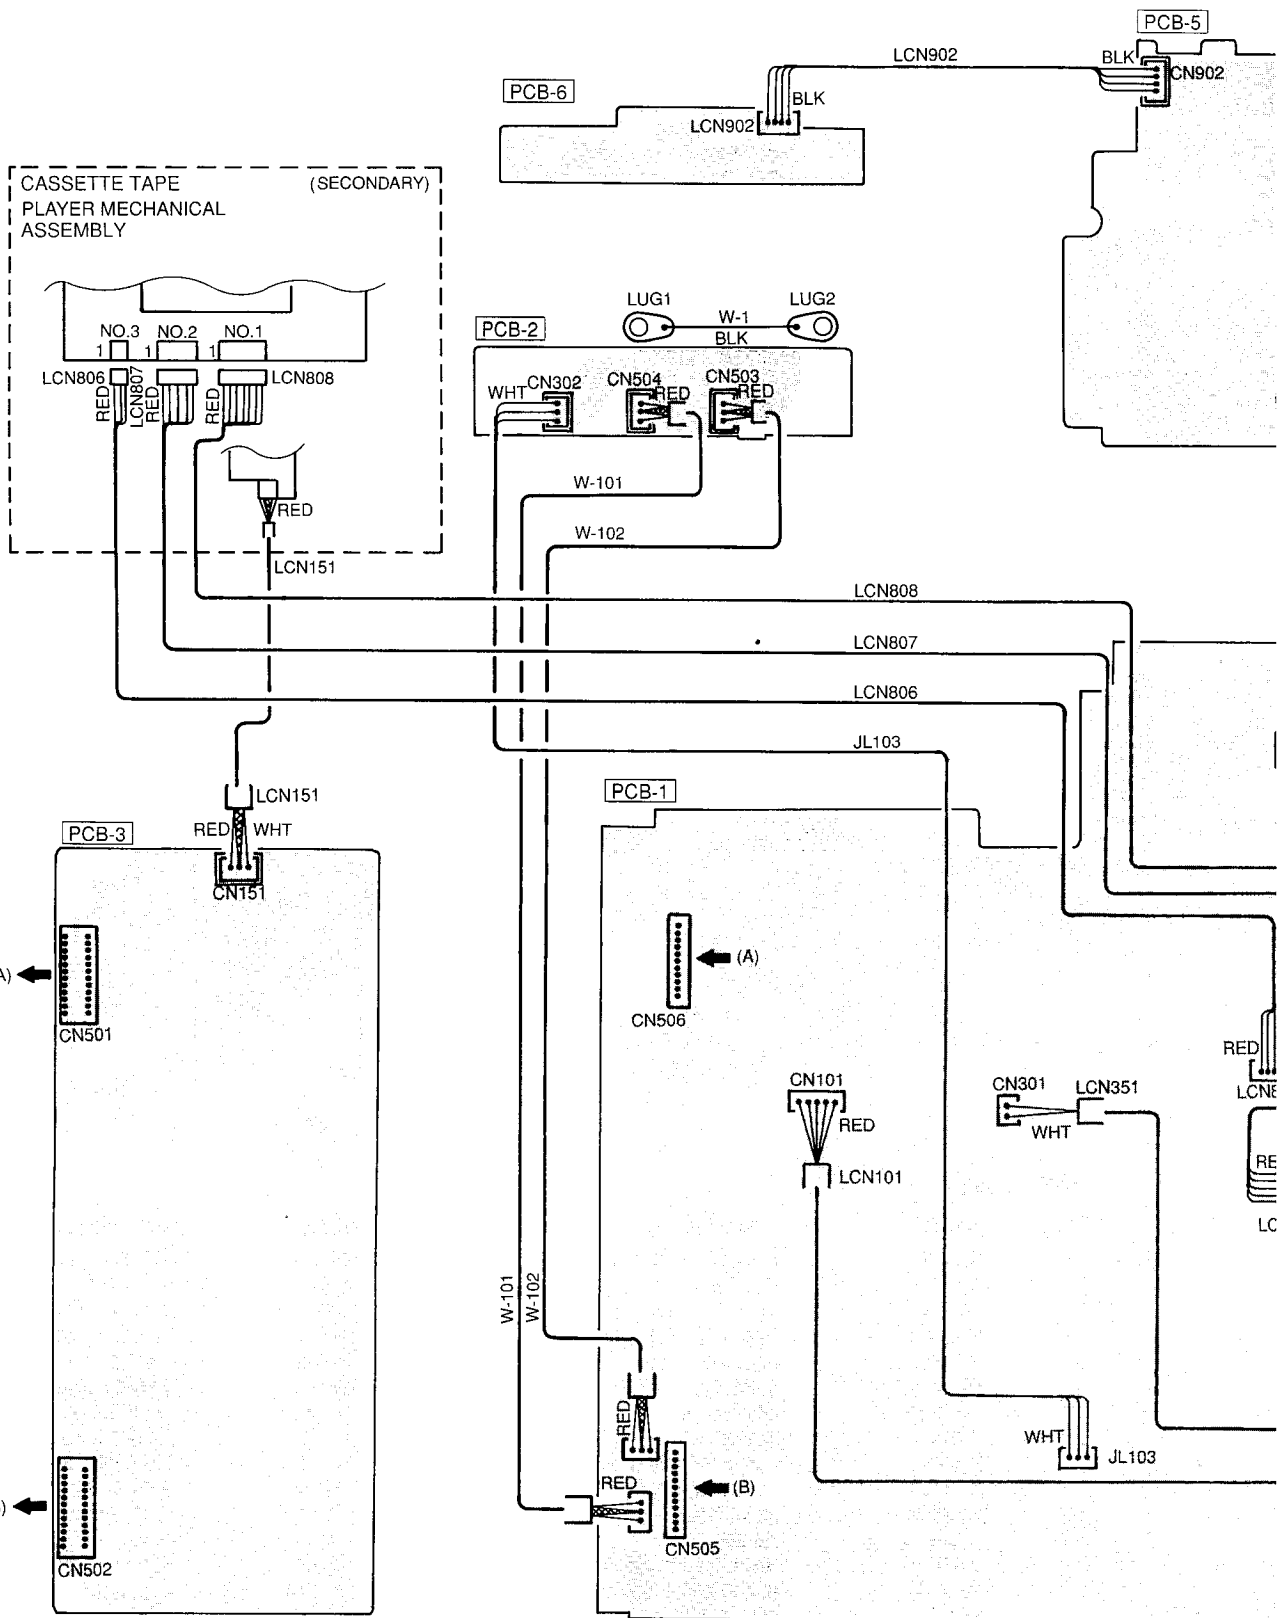 PCB-5
LCN902
BLK
CN902
PCB-6
BLK
LCN902
CASSETTE TAPE (SECONDARY)
PLAYER MECHANICAL
ASSEMBLY
NO.3 NO.2 NO.1
1 1 1
LCN806
LCN807
LCN808
RED
RED
RED
RED
LCN151
LUG1
W-1
LUG2
BLK
PCB-2
WHT
CN302
CN504
RED
CN503
RED
W-101
W-102
LCN808
LCN807
LCN806
JL103
LCN151
RED WHT
PCB-3
CN151
CN501
CN502
PCB-1
(A)
CN506
CN101
RED
LCN101
CN301
LCN351
WHT
RED
W-101
W-102
RED
RED
(B)
CN505
WHT
JL103